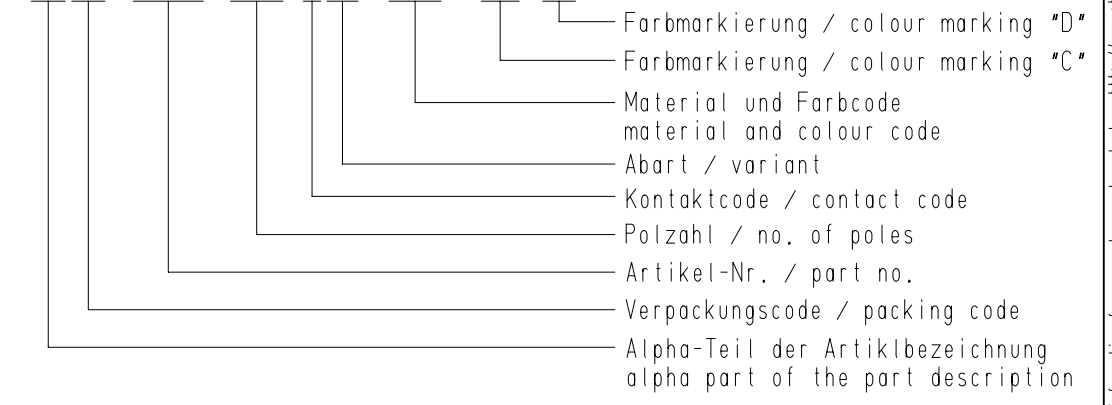 Farbmarkierung / colour marking "D"
Farbmarkierung / colour marking "C"
Material und Farbcode
material and colour code
Abart / variant
Kontaktcode / contact code
Polzahl / no. of poles
Artikel-Nr. / part no.
Verpackungscode / packing code
Alpha-Teil der Artiklbezeichnung
alpha part of the part description